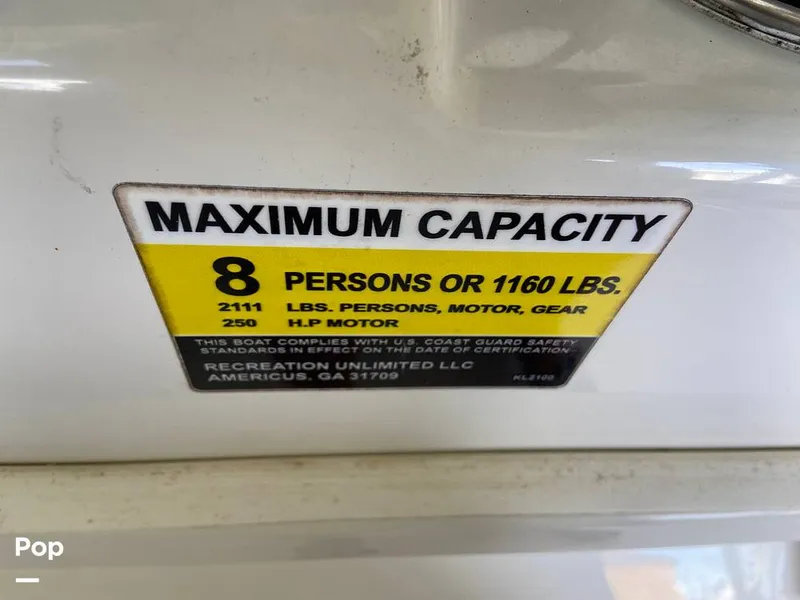 MAXIMUM CAPACITY
8 PERSONS OR 1160 LBS.
2111 LBS. PERSONS, MOTOR, GEAR
250 H.P MOTOR
THIS BOAT COMPLIES WITH U.S. COAST GUARD SAFETY
STANDARDS IN EFFECT ON THE DATE OF CERTIFICATION
RECREATION UNLIMITED LLC
AMERICUS, GA 31709 KL2100
Pop